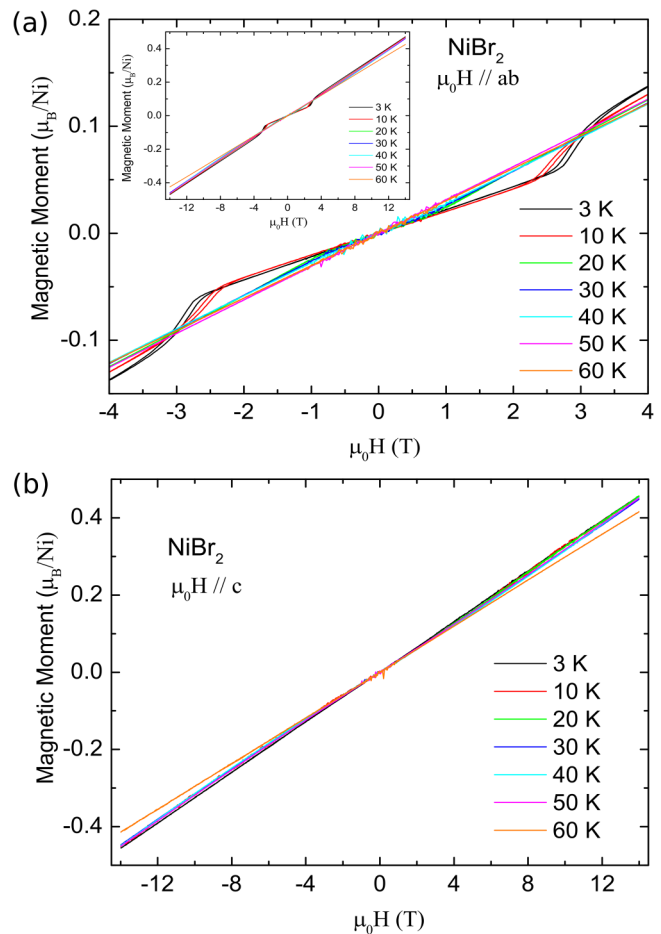 (a)
NiBr₂
μ₀H // ab
Magnetic Moment (μ_B/Ni)
0.2
0.1
0.0
-0.1
-4 -3 -2 -1 0 1 2 3 4
μ₀H (T)
3 K
10 K
20 K
30 K
40 K
50 K
60 K
Magnetic Moment (μ_B/Ni)
0.4
0.2
0.0
-0.2
-0.4
-12 -8 -4 0 4 8 12
μ₀H (T)
3 K
10 K
20 K
30 K
40 K
50 K
60 K
(b)
NiBr₂
μ₀H // c
Magnetic Moment (μ_B/Ni)
0.4
0.2
0.0
-0.2
-0.4
-12 -8 -4 0 4 8 12
μ₀H (T)
3 K
10 K
20 K
30 K
40 K
50 K
60 K